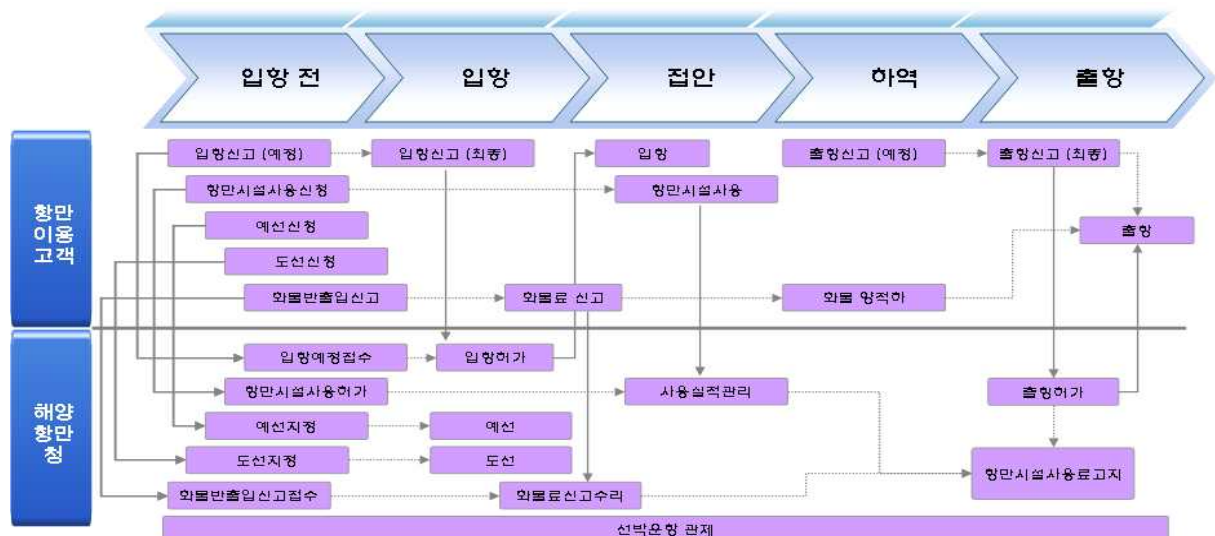 입항 전
입항
접안
하역
출항
항만
이용
고객
입항신고 (예정)
입항신고 (최종)
입항
출항신고 (예정)
출항신고 (최종)
항만시설사용신청
항만시설사용
예선신청
출항
도선신청
화물반출입신고
화물료 신고
화물 양적하
해양
항만
청
입항예정접수
입항허가
항만시설사용허가
사용실적관리
출항허가
예선지정
예선
도선지정
도선
항만시설사용료고지
화물반출입신고접수
화물료신고수리
선박운항 관제